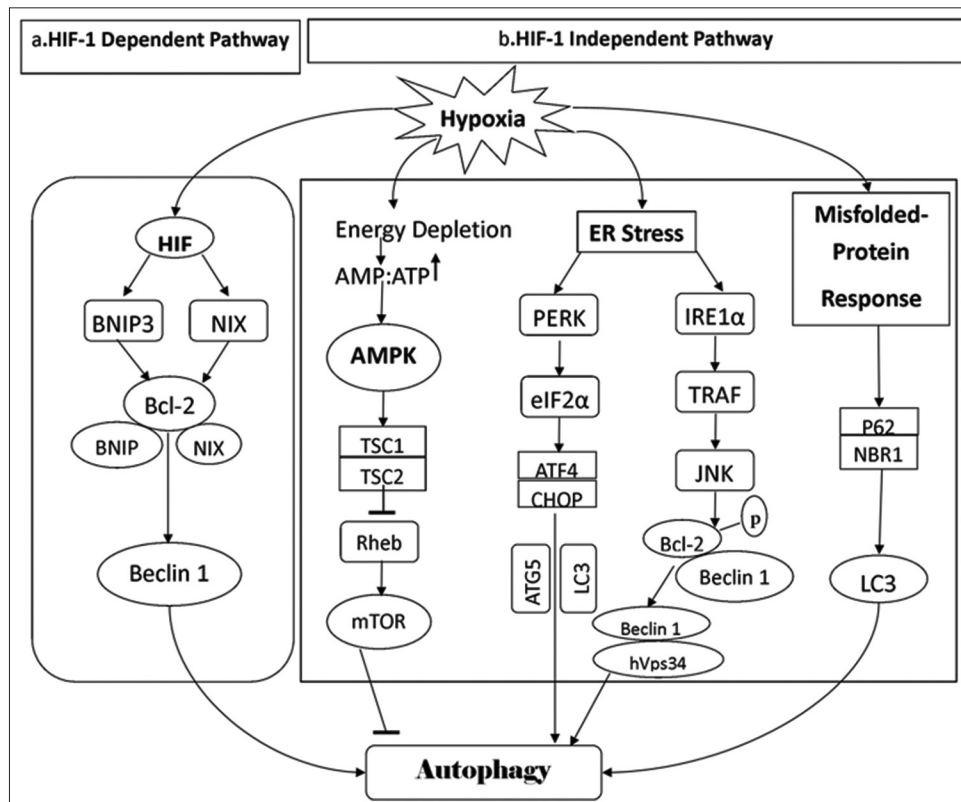 a.HIF-1 Dependent Pathway
b.HIF-1 Independent Pathway
Hypoxia
HIF
BNIP3
NIX
Bcl-2
BNIP
NIX
Beclin 1
Energy Depletion
AMP:ATP
AMPK
TSC1
TSC2
Rheb
mTOR
ER Stress
PERK
eIF2α
ATF4
CHOP
ATG5
LC3
IRE1α
TRAF
JNK
p
Bcl-2
Beclin 1
Beclin 1
hVps34
Misfolded-
Protein
Response
P62
NBR1
LC3
Autophagy